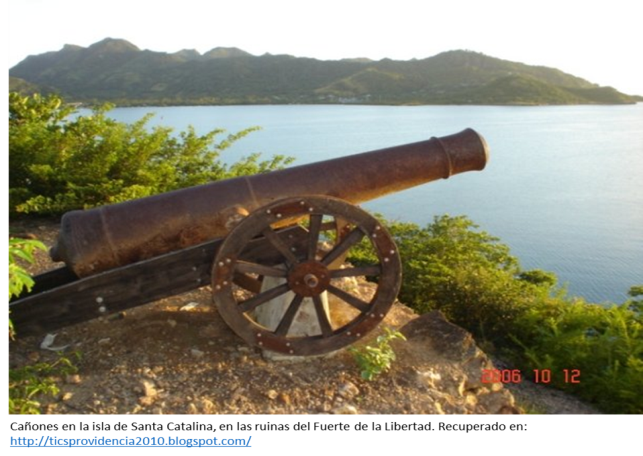 2006 10 12
Cañones en la isla de Santa Catalina, en las ruinas del Fuerte de la Libertad. Recuperado en:
http://ticsprovidencia2010.blogspot.com/